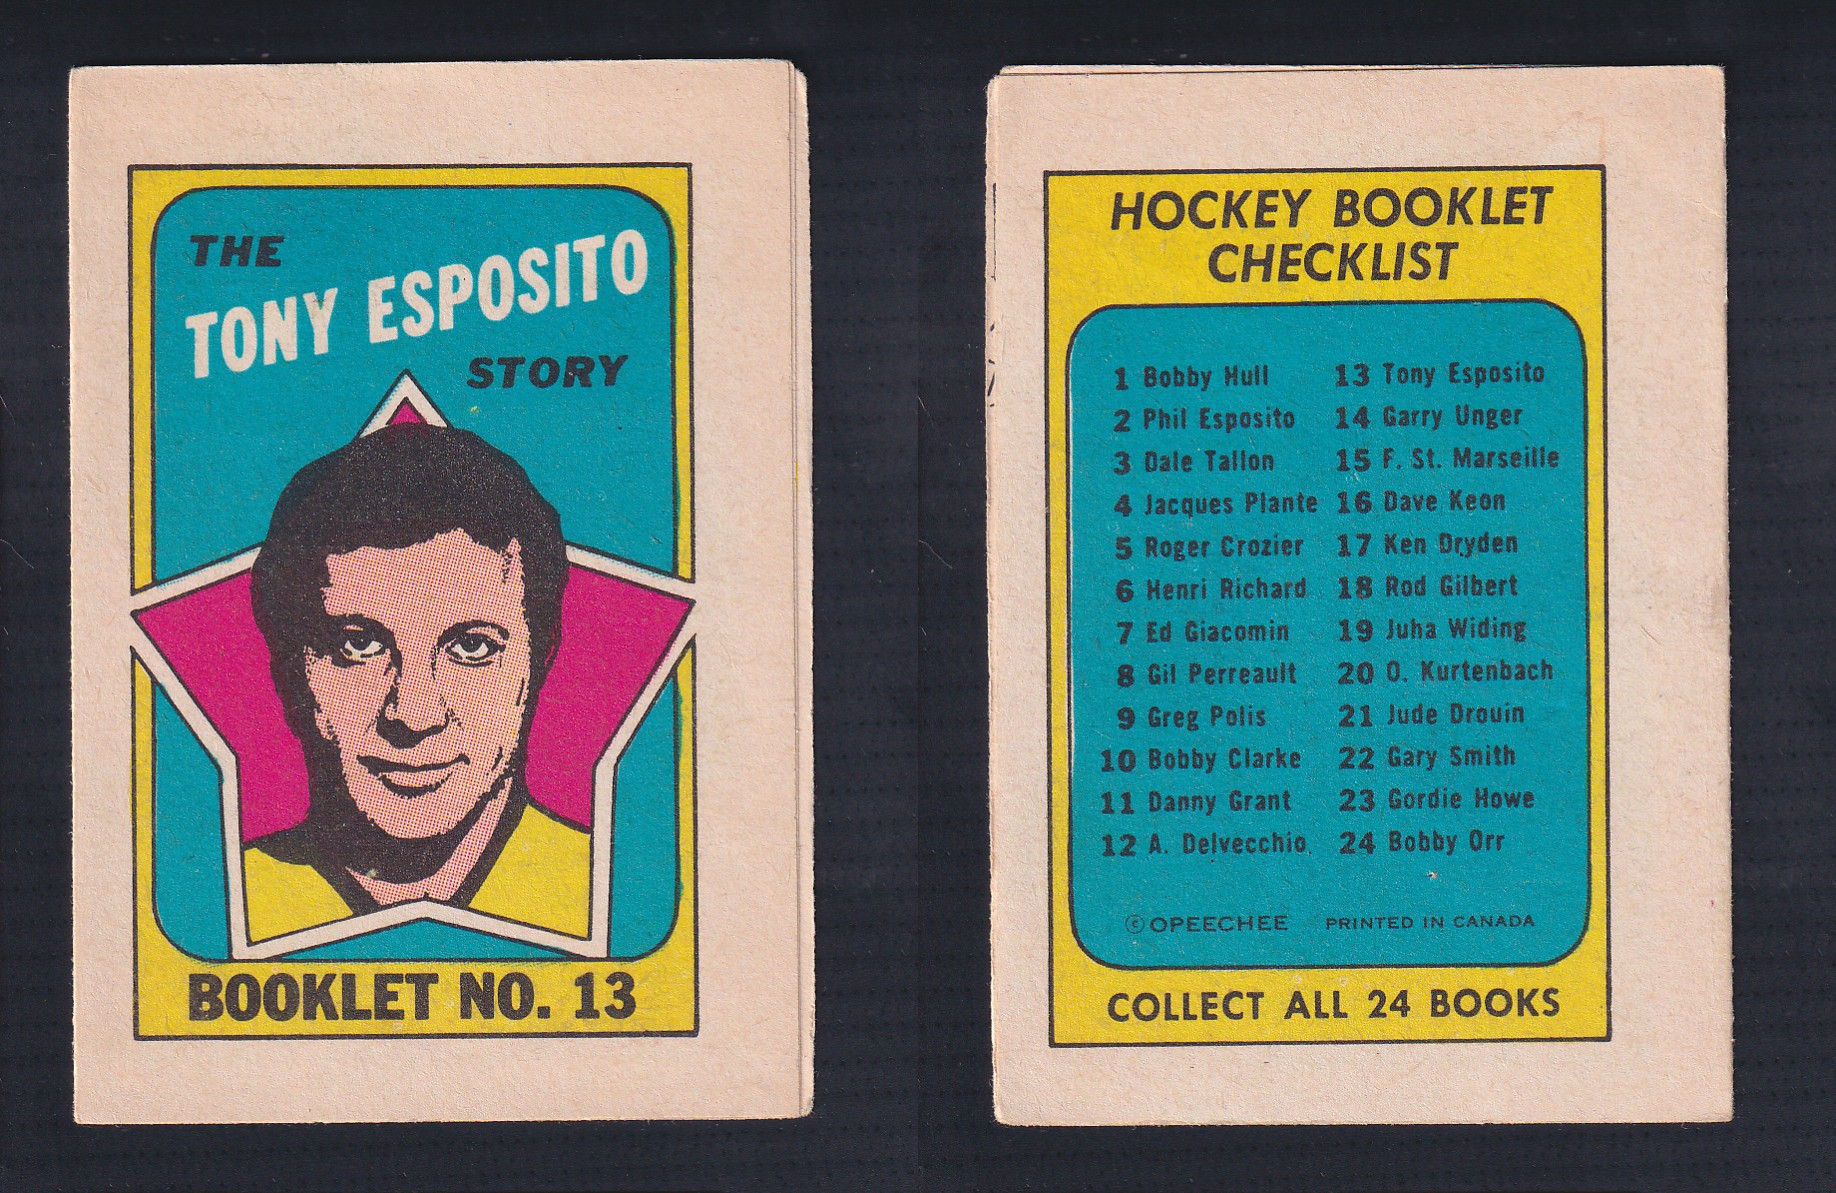 THE
TONY ESPOSITO
STORY
BOOKLET NO. 13
HOCKEY BOOKLET
CHECKLIST
1 Bobby Hull
2 Phil Esposito
3 Dale Tallon
4 Jacques Plante
5 Roger Crozier
6 Henri Richard
7 Ed Giacomin
8 Gil Perreault
9 Greg Polis
10 Bobby Clarke
11 Danny Grant
12 A. Delvecchio
13 Tony Esposito
14 Garry Unger
15 F. St. Marseille
16 Dave Keon
17 Ken Dryden
18 Rod Gilbert
19 Juha Widing
20 O. Kurtenbach
21 Jude Drouin
22 Gary Smith
23 Gordie Howe
24 Bobby Orr
© OPEECHEE PRINTED IN CANADA
COLLECT ALL 24 BOOKS